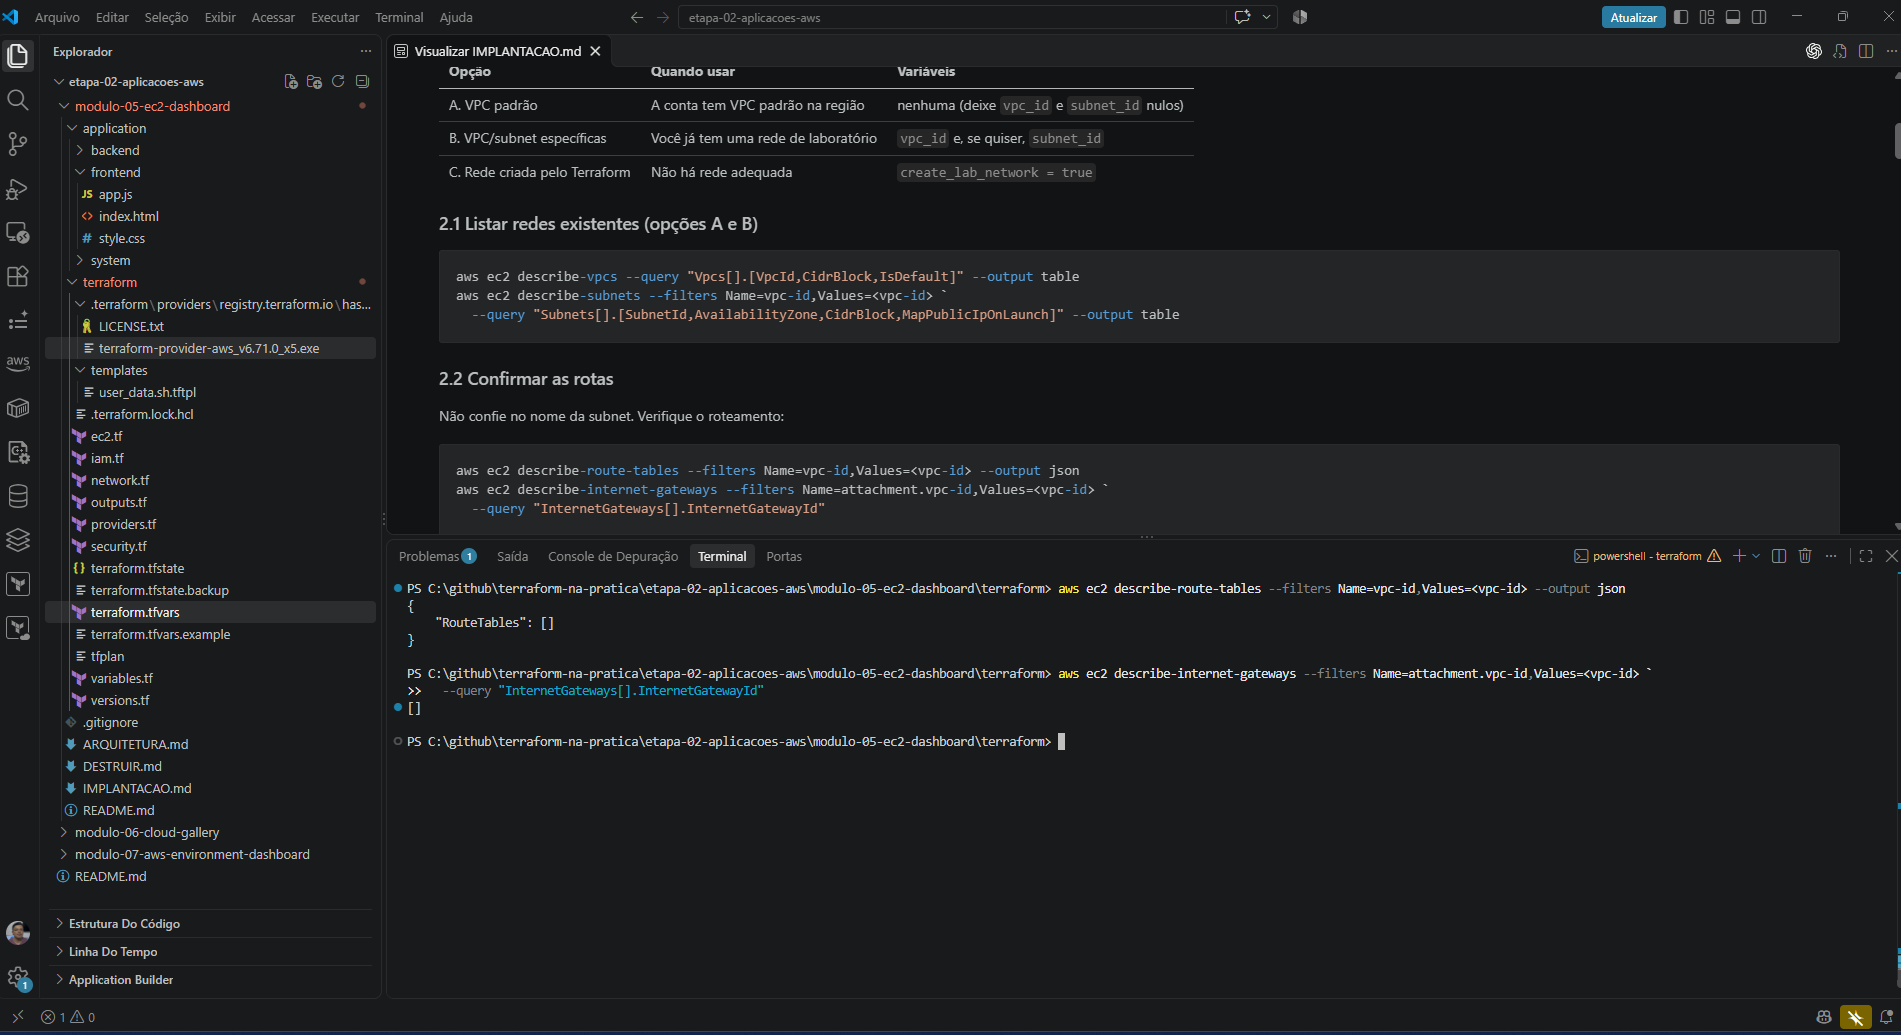 Arquivo Editar Seleção Exibir Acessar Executar Terminal Ajuda
etapa-02-aplicacoes-aws
Atualizar
Explorador
Visualizar IMPLANTACAO.md
etapa-02-aplicacoes-aws
modulo-05-ec2-dashboard
application
backend
frontend
JS app.js
<> index.html
# style.css
system
terraform
.terraform\providers\registry.terraform.io\has...
LICENSE.txt
terraform-provider-aws_v6.71.0_x5.exe
templates
user_data.sh.tftpl
.terraform.lock.hcl
ec2.tf
iam.tf
network.tf
outputs.tf
providers.tf
security.tf
{} terraform.tfstate
terraform.tfstate.backup
terraform.tfvars
terraform.tfvars.example
tfplan
variables.tf
versions.tf
.gitignore
ARQUITETURA.md
DESTRUIR.md
IMPLANTACAO.md
README.md
modulo-06-cloud-gallery
modulo-07-aws-environment-dashboard
README.md
Estrutura Do Código
Linha Do Tempo
Application Builder
aws
1
1 0
Opção Quando usar Variáveis
A. VPC padrão A conta tem VPC padrão na região nenhuma (deixe vpc_id e subnet_id nulos)
B. VPC/subnet específicas Você já tem uma rede de laboratório vpc_id e, se quiser, subnet_id
C. Rede criada pelo Terraform Não há rede adequada create_lab_network = true
2.1 Listar redes existentes (opções A e B)
aws ec2 describe-vpcs --query "Vpcs[].[VpcId,CidrBlock,IsDefault]" --output table
aws ec2 describe-subnets --filters Name=vpc-id,Values=<vpc-id> `
--query "Subnets[].[SubnetId,AvailabilityZone,CidrBlock,MapPublicIpOnLaunch]" --output table
2.2 Confirmar as rotas
Não confie no nome da subnet. Verifique o roteamento:
aws ec2 describe-route-tables --filters Name=vpc-id,Values=<vpc-id> --output json
aws ec2 describe-internet-gateways --filters Name=attachment.vpc-id,Values=<vpc-id> `
--query "InternetGateways[].InternetGatewayId"
Problemas 1 Saída Console de Depuração Terminal Portas
powershell - terraform
PS C:\github\terraform-na-pratica\etapa-02-aplicacoes-aws\modulo-05-ec2-dashboard\terraform> aws ec2 describe-route-tables --filters Name=vpc-id,Values=<vpc-id> --output json
{
"RouteTables": []
}
PS C:\github\terraform-na-pratica\etapa-02-aplicacoes-aws\modulo-05-ec2-dashboard\terraform> aws ec2 describe-internet-gateways --filters Name=attachment.vpc-id,Values=<vpc-id> `
>> --query "InternetGateways[].InternetGatewayId"
[]
PS C:\github\terraform-na-pratica\etapa-02-aplicacoes-aws\modulo-05-ec2-dashboard\terraform>